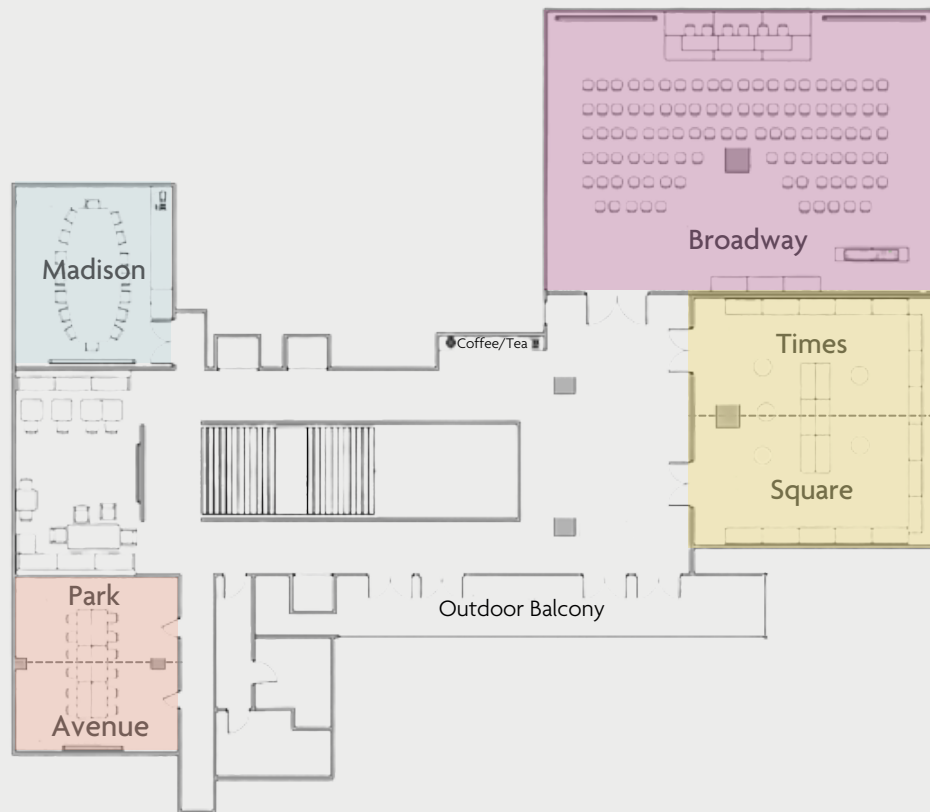 Broadway
Madison
Coffee/Tea
Times
Square
Park
Avenue
Outdoor Balcony